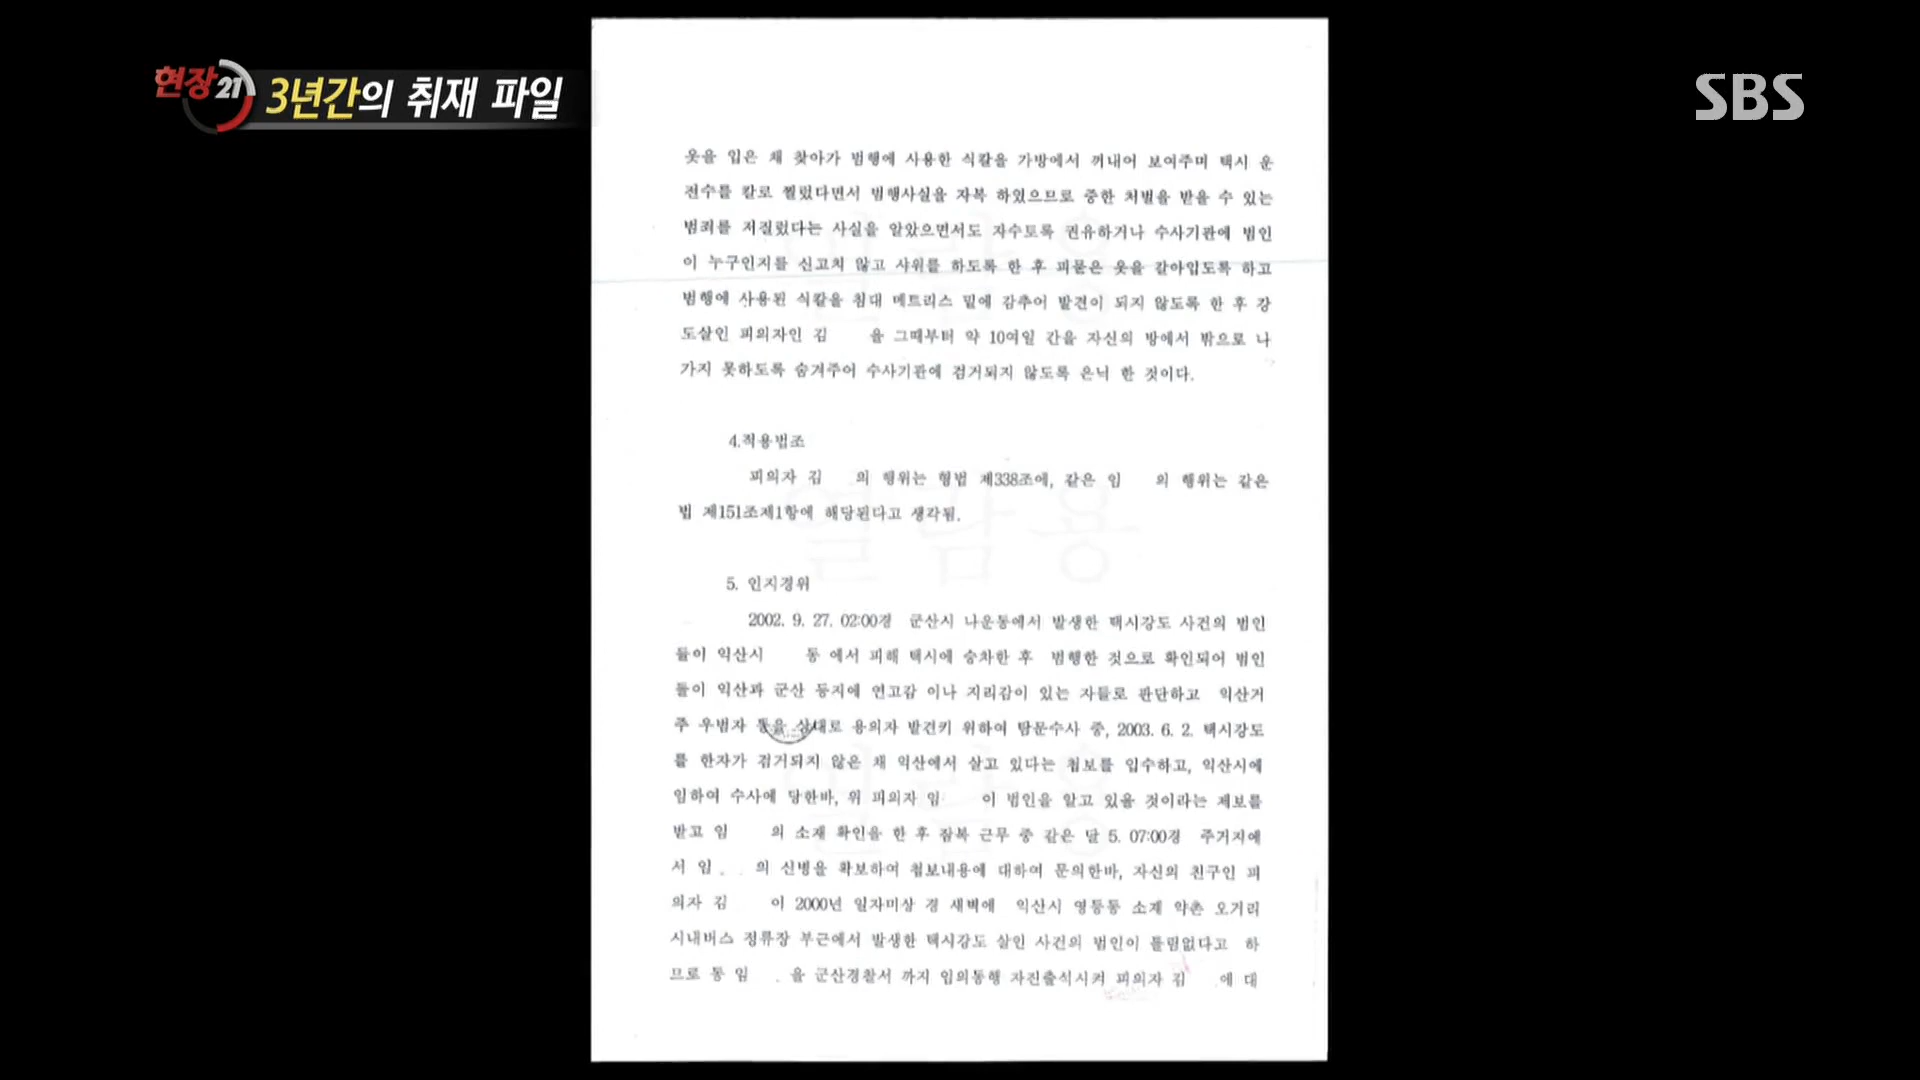 현장21
3년간의 취재 파일
SBS
옷을 입은 채 찾아가 범행에 사용한 식칼을 가방에서 꺼내어 보여주며 택시 운
전수를 칼로 찔렀다면서 범행사실을 자복 하였으므로 중한 처벌을 받을 수 있는
범죄를 저질렀다는 사실을 알았으면서도 자수토록 권유하거나 수사기관에 범인
이 누구인지를 신고치 않고 샤워를 하도록 한 후 피묻은 옷을 갈아입도록 하고
범행에 사용된 식칼을 침대 메트리스 밑에 감추어 발견이 되지 않도록 한 후 강
도살인 피의자인 김 을 그때부터 약 10여일 간을 자신의 방에서 밖으로 나
가지 못하도록 숨겨주어 수사기관에 검거되지 않도록 은닉 한 것이다.
4.적용법조
피의자 김 의 행위는 형법 제338조에, 같은 임 의 행위는 같은
법 제151조제1항에 해당된다고 생각됨.
5. 인지경위
2002. 9. 27. 02:00경 군산시 나운동에서 발생한 택시강도 사건의 범인
들이 익산시 동 에서 피해 택시에 승차한 후 범행한 것으로 확인되어 범인
들이 익산과 군산 등지에 연고감 이나 지리감이 있는 자들로 판단하고 익산거
주 우범자 등을 상대로 용의자 발견키 위하여 탐문수사 중, 2003. 6. 2. 택시강도
를 한자가 검거되지 않은 채 익산에서 살고 있다는 첩보를 입수하고, 익산시에
임하여 수사에 당한바, 위 피의자 임 이 범인을 알고 있을 것이라는 제보를
받고 임 의 소재 확인을 한 후 잠복 근무 중 같은 달 5. 07:00경 주거지에
서 임 의 신병을 확보하여 첩보내용에 대하여 문의한바, 자신의 친구인 피
의자 김 이 2000년 일자미상 경 새벽에 익산시 영등동 소재 약촌 오거리
시내버스 정류장 부근에서 발생한 택시강도 살인 사건의 범인이 틀림없다고 하
므로 동 임 을 군산경찰서 까지 임의동행 자진출석시켜 피의자 김 에 대
열람용
열람용
열람용